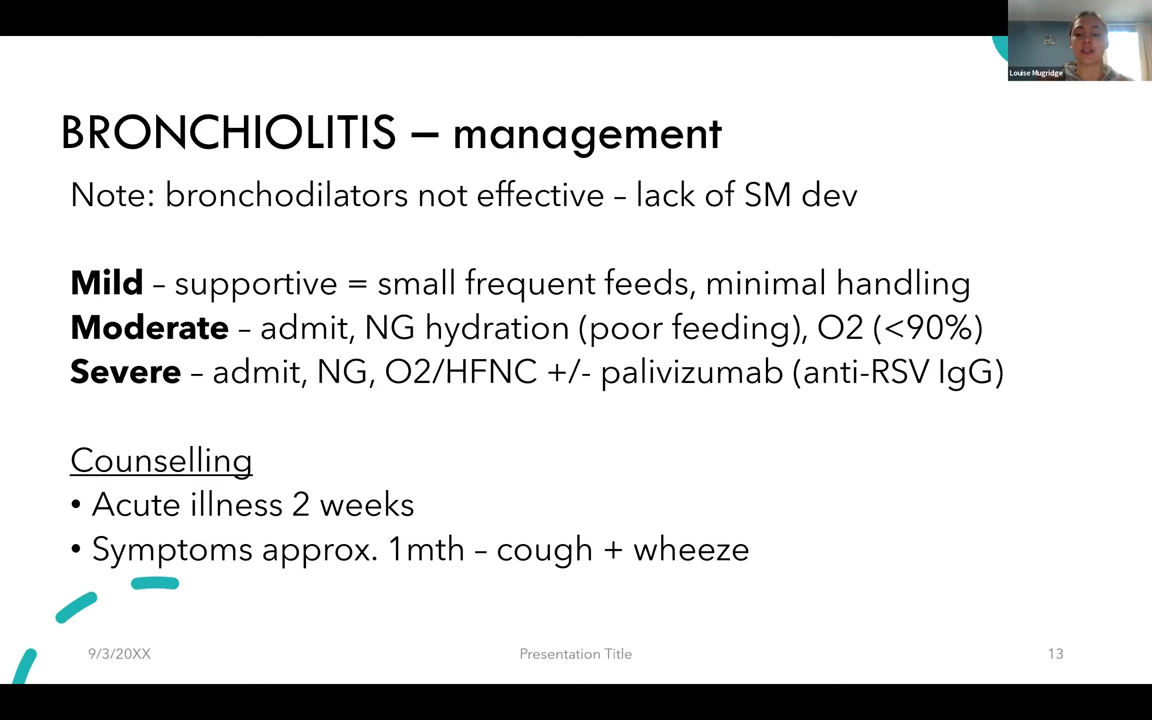 Louise Mugridge
BRONCHIOLITIS – management
Note: bronchodilators not effective – lack of SM dev
Mild – supportive = small frequent feeds, minimal handling
Moderate – admit, NG hydration (poor feeding), O2 (<90%)
Severe – admit, NG, O2/HFNC +/- palivizumab (anti-RSV IgG)
Counselling
• Acute illness 2 weeks
• Symptoms approx. 1mth – cough + wheeze
9/3/20XX
Presentation Title
13